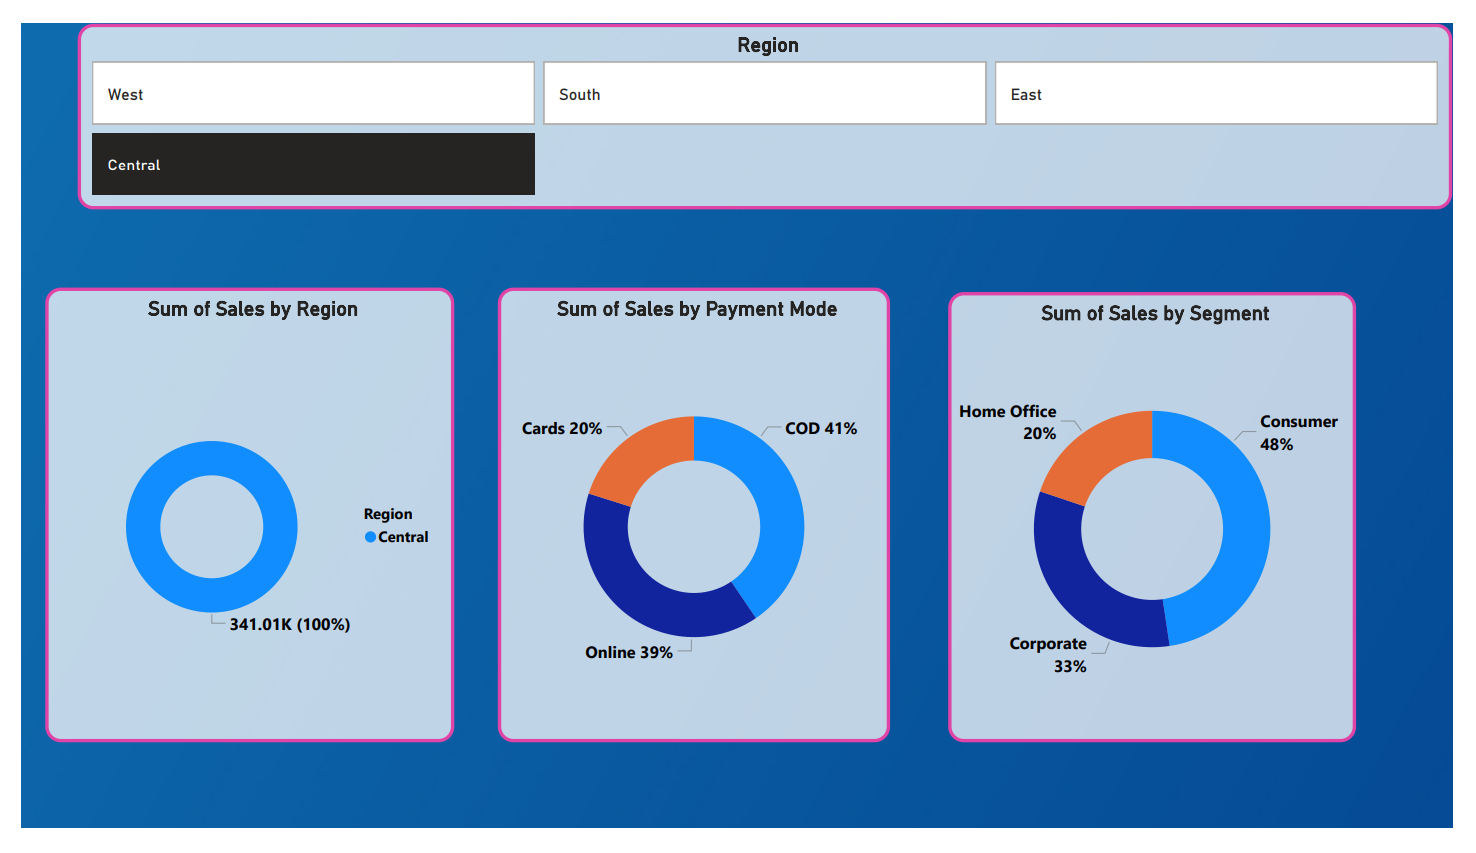 Region
West
South
East
Central
Sum of Sales by Region
Region
Central
341.01K (100%)
Sum of Sales by Payment Mode
Cards 20%
COD 41%
Online 39%
Sum of Sales by Segment
Home Office
20%
Consumer
48%
Corporate
33%